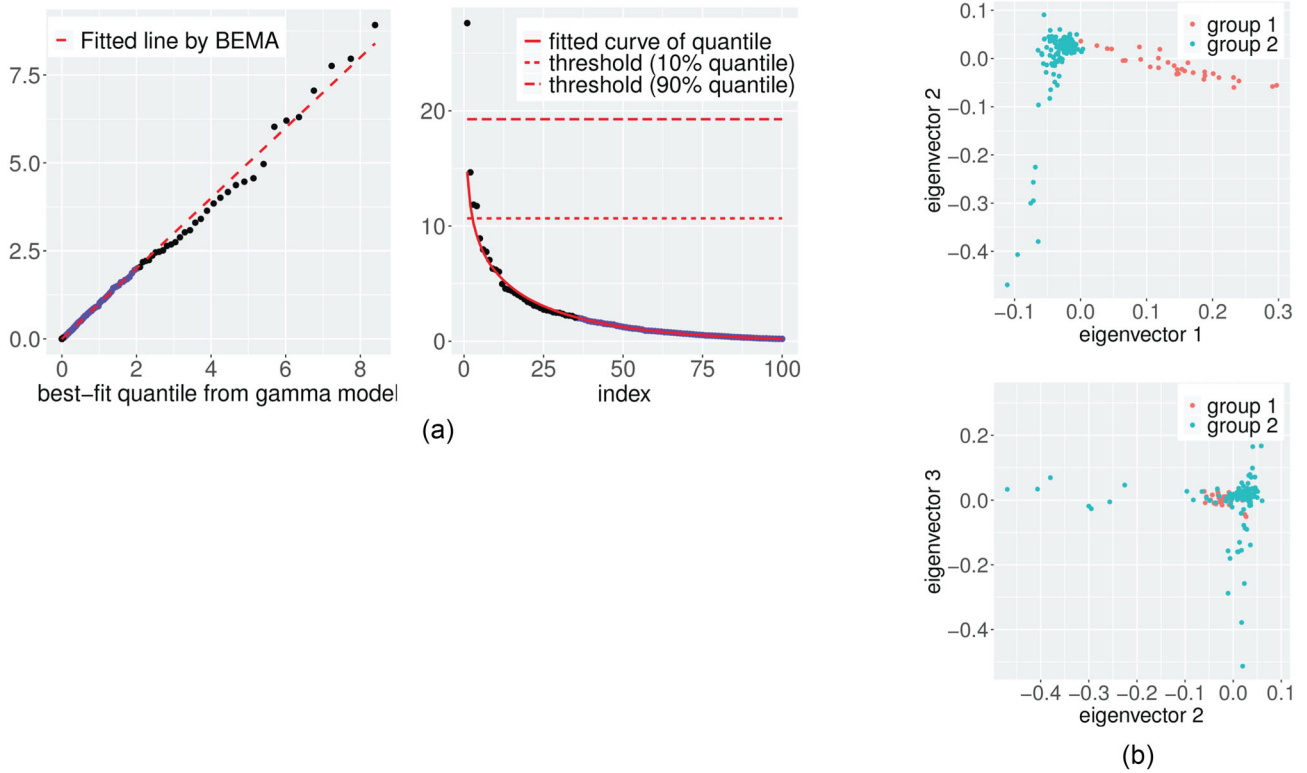 Fitted line by BEMA
7.5
5.0
2.5
0.0
0 2 4 6 8
best−fit quantile from gamma model
fitted curve of quantile
threshold (10% quantile)
threshold (90% quantile)
20
10
0
0 25 50 75 100
index
(a)
group 1
group 2
0.1
0.0
−0.1
−0.2
−0.3
−0.4
eigenvector 2
−0.1 0.0 0.1 0.2 0.3
eigenvector 1
group 1
group 2
0.2
0.0
−0.2
−0.4
eigenvector 3
−0.4 −0.3 −0.2 −0.1 0.0 0.1
eigenvector 2
(b)